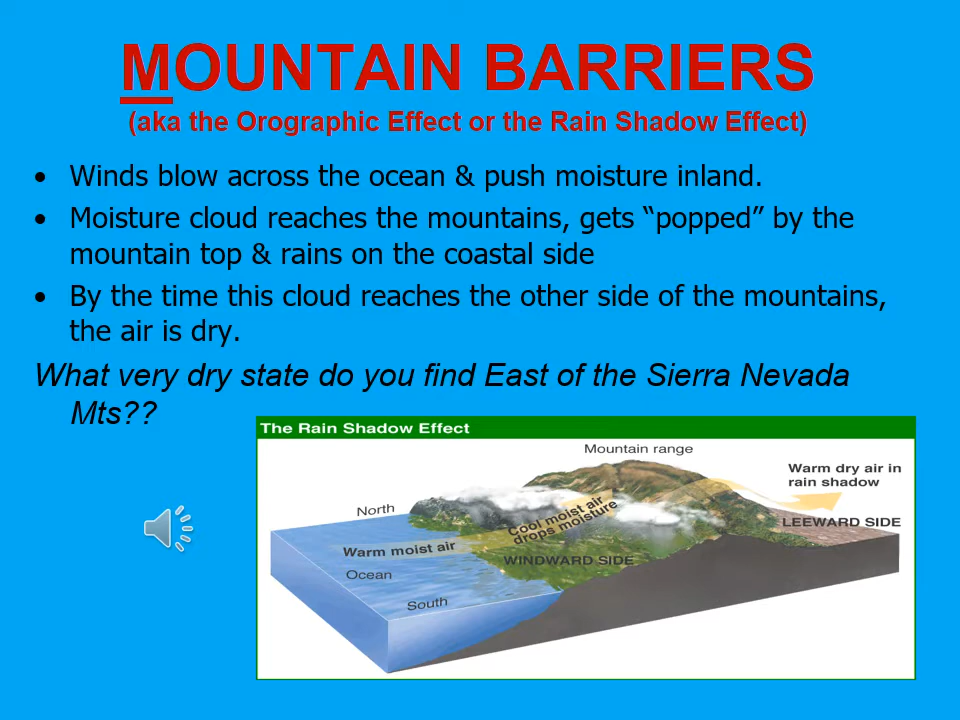 MOUNTAIN BARRIERS
(aka the Orographic Effect or the Rain Shadow Effect)
• Winds blow across the ocean & push moisture inland.
• Moisture cloud reaches the mountains, gets “popped” by the
mountain top & rains on the coastal side
• By the time this cloud reaches the other side of the mountains,
the air is dry.
What very dry state do you find East of the Sierra Nevada
Mts??
The Rain Shadow Effect
Mountain range
Warm dry air in
rain shadow
North
Cool moist air
drops moisture
LEEWARD SIDE
Warm moist air
WINDWARD SIDE
Ocean
South